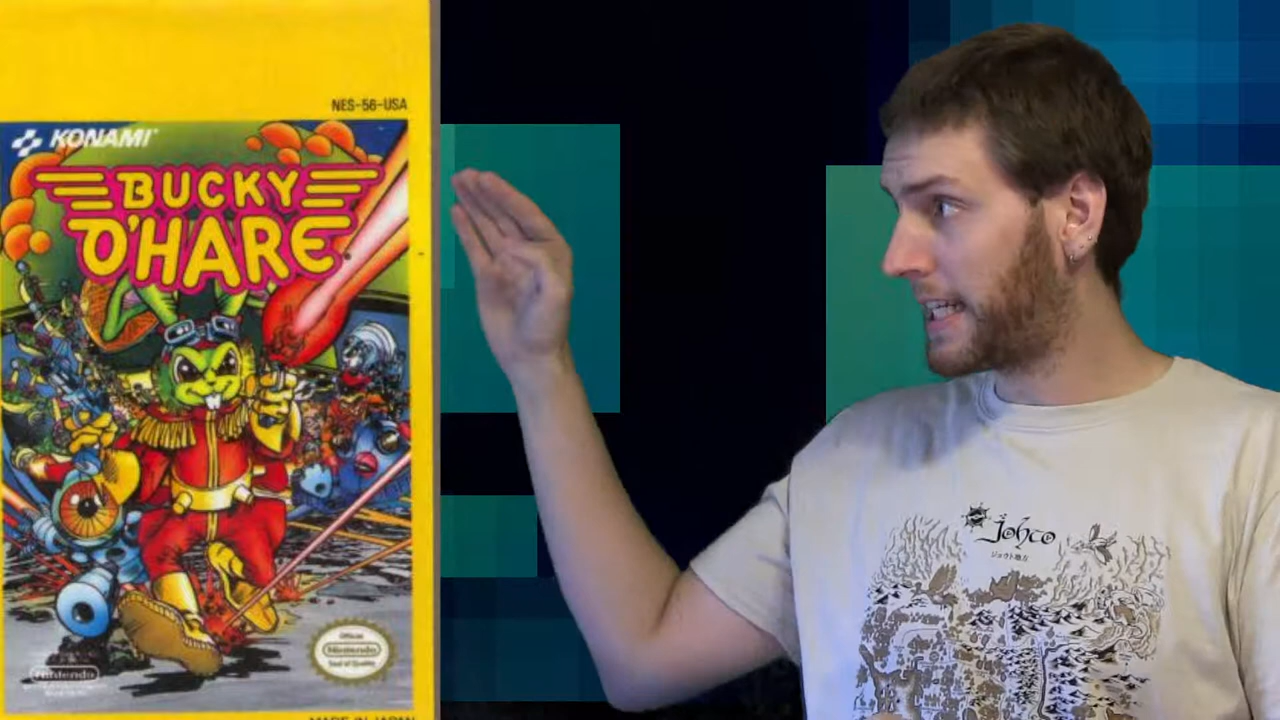 NES-56-USA
KONAMI
BUCKY
O'HARE
Official
Nintendo
Seal of Quality
Nintendo
MADE IN JAPAN
Johto
ジョウト地方